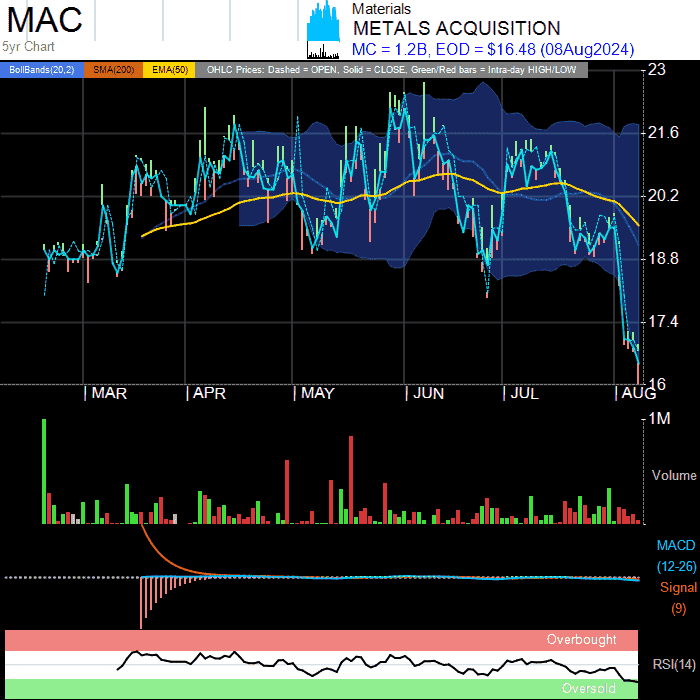 MAC
5yr Chart
Materials
METALS ACQUISITION
MC = 1.2B, EOD = $16.48 (08Aug2024)
BollBands(20,2) SMA(200) EMA(50) OHLC Prices: Dashed = OPEN, Solid = CLOSE, Green/Red bars = Intra-day HIGH/LOW
23
21.6
20.2
18.8
17.4
16
| MAR | APR | MAY | JUN | JUL | AUG
1M
Volume
MACD
(12-26)
Signal
(9)
Overbought
RSI(14)
Oversold